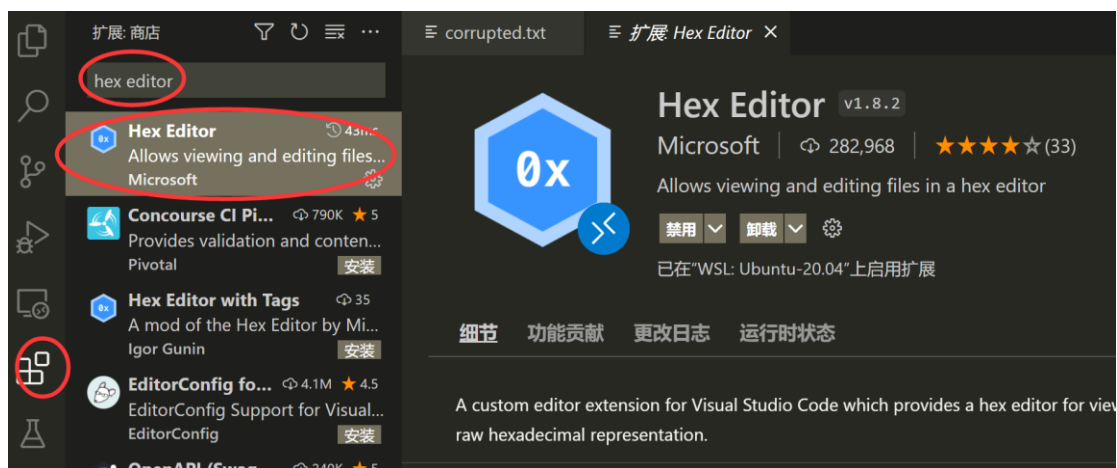 扩展: 商店
hex editor
Hex Editor 43ms
Allows viewing and editing files...
Microsoft
Concourse CI Pi... 790K ★ 5
Provides validation and conten...
Pivotal 安装
Hex Editor with Tags 35
A mod of the Hex Editor by Mi...
Igor Gunin 安装
EditorConfig fo... 4.1M ★ 4.5
EditorConfig Support for Visual...
EditorConfig 安装
OpenAPI (Swag... 240K ★ 5
corrupted.txt 扩展: Hex Editor
0x
Hex Editor v1.8.2
Microsoft 282,968 ★★★★☆ (33)
Allows viewing and editing files in a hex editor
禁用 卸载
已在“WSL: Ubuntu-20.04”上启用扩展
细节 功能贡献 更改日志 运行时状态
A custom editor extension for Visual Studio Code which provides a hex editor for view
raw hexadecimal representation.